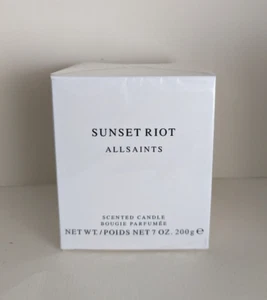 SUNSET RIOT
ALLSAINTS
SCENTED CANDLE
BOUGIE PARFUMÉE
NET WT./POIDS NET 7 OZ. 200g ℮